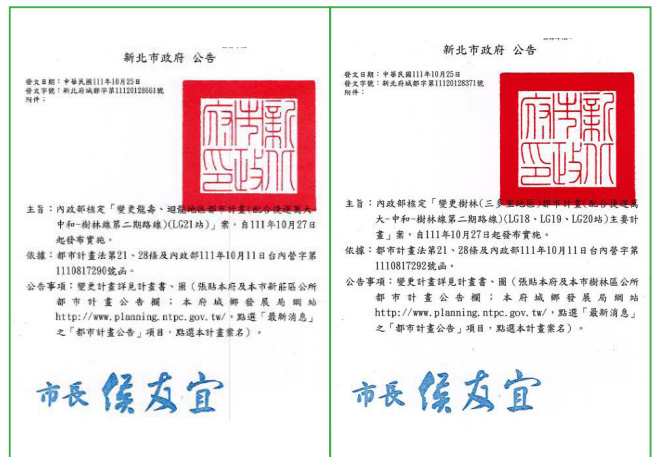 新北市政府 公告
發文日期：中華民國111年10月25日
發文字號：新北府城都字第11120128661號
附件：
新北市政府印
主旨：內政部核定「變更龍壽、迴龍地區都市計畫(配合捷運萬
大-中和-樹林線第二期路線)(LG21站)」案，自111年10月27日
起發布實施。
依據：都市計畫法第21、28條及內政部111年10月11日台內營字第
1110817290號函。
公告事項：變更計畫詳見計畫書、圖（張貼本府及本市新莊區公所
都市計畫公告欄；本府城鄉發展局網站
http://www.planning.ntpc.gov.tw/，點選「最新消息」
之「都市計畫公告」項目，點選本計畫案名）。
市長 侯友宜
新北市政府 公告
發文日期：中華民國111年10月25日
發文字號：新北府城都字第11120128371號
附件：
新北市政府印
主旨：內政部核定「變更樹林(三多里地區)都市計畫(配合捷運萬
大-中和-樹林線第二期路線)(LG18、LG19、LG20站)主要計
畫」案，自111年10月27日起發布實施。
依據：都市計畫法第21、28條及內政部111年10月11日台內營字第
1110817292號函。
公告事項：變更計畫詳見計畫書、圖（張貼本府及本市樹林區公所
都市計畫公告欄；本府城鄉發展局網站
http://www.planning.ntpc.gov.tw/，點選「最新消息」
之「都市計畫公告」項目，點選本計畫案名）。
市長 侯友宜